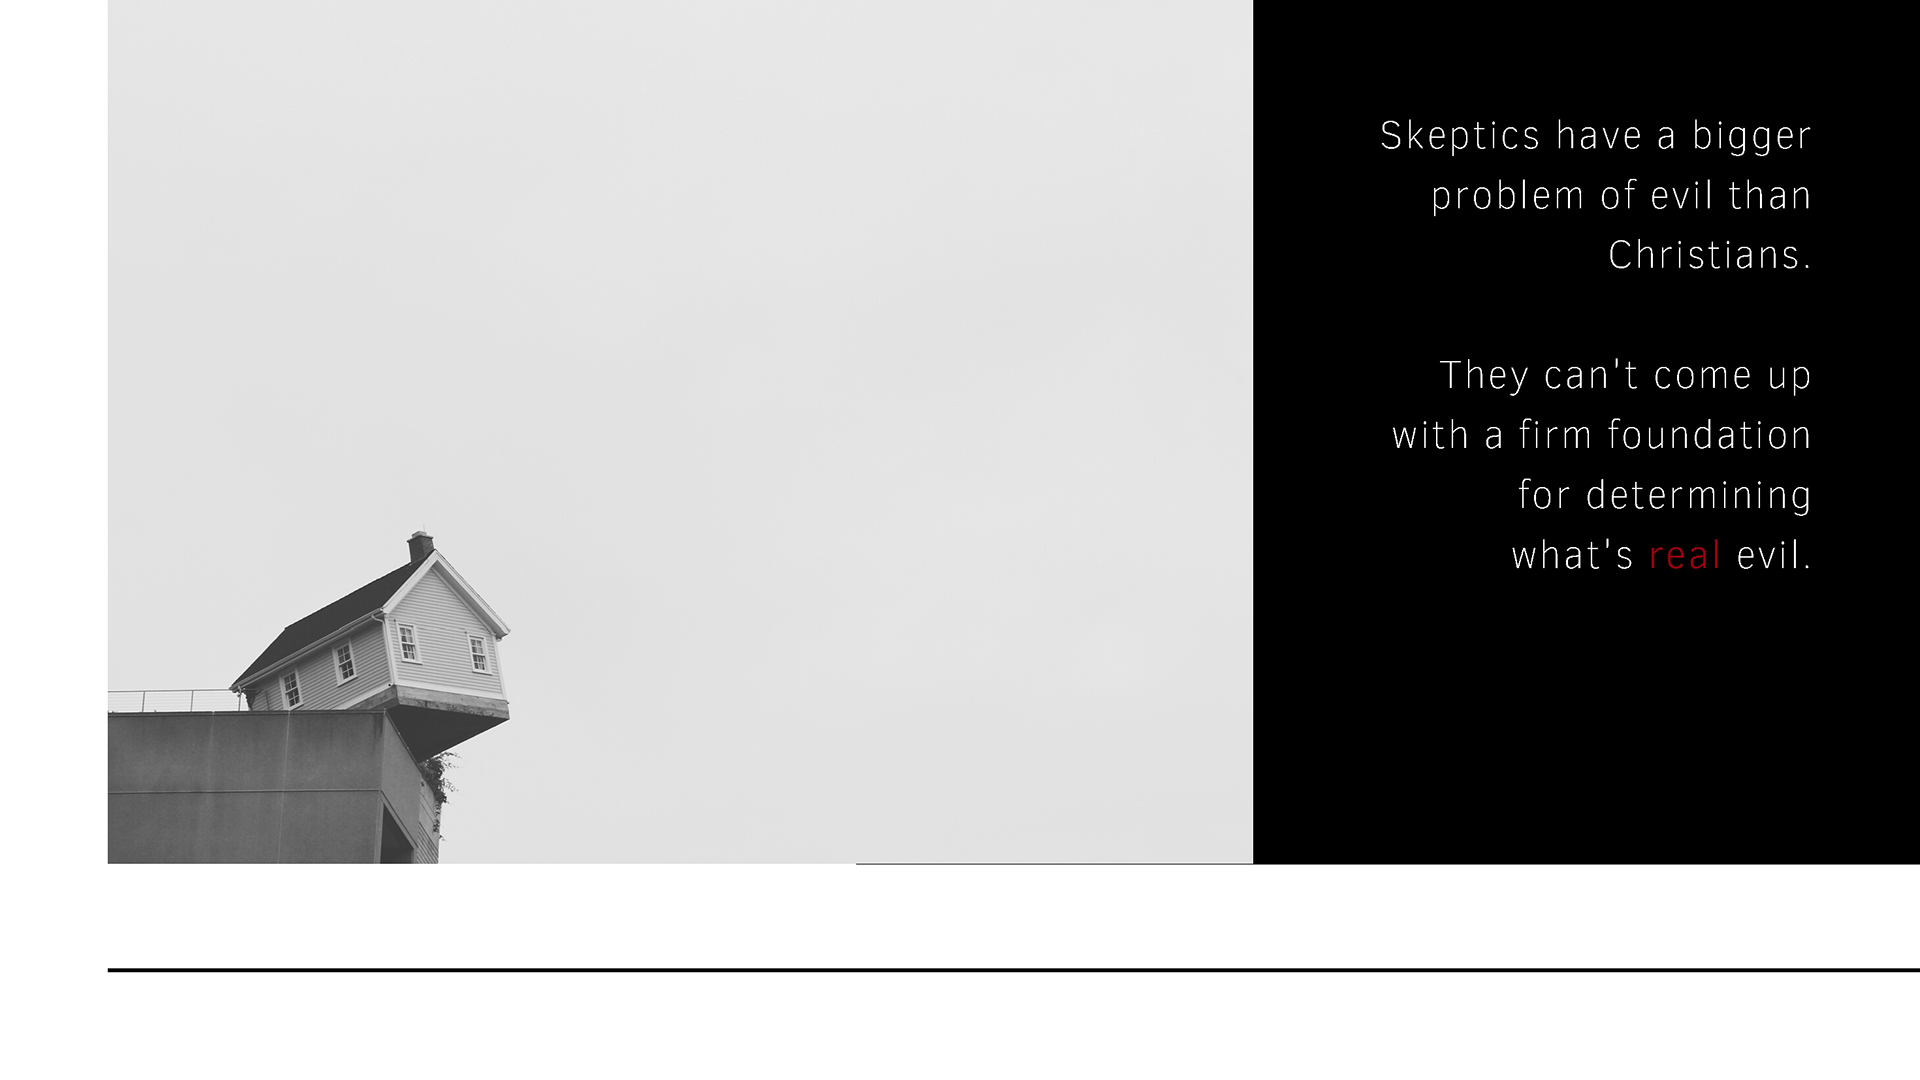 Skeptics have a bigger
problem of evil than
Christians.
They can't come up
with a firm foundation
for determining
what's real evil.